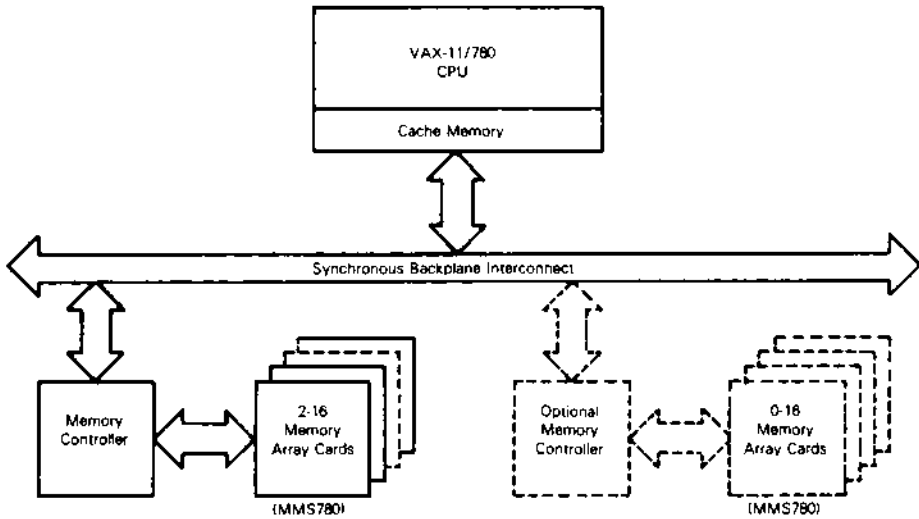 VAX-11/780
CPU
Cache Memory
Synchronous Backplane Interconnect
Memory
Controller
2-16
Memory
Array Cards
(MMS780)
Optional
Memory
Controller
0-16
Memory
Array Cards
(MMS780)